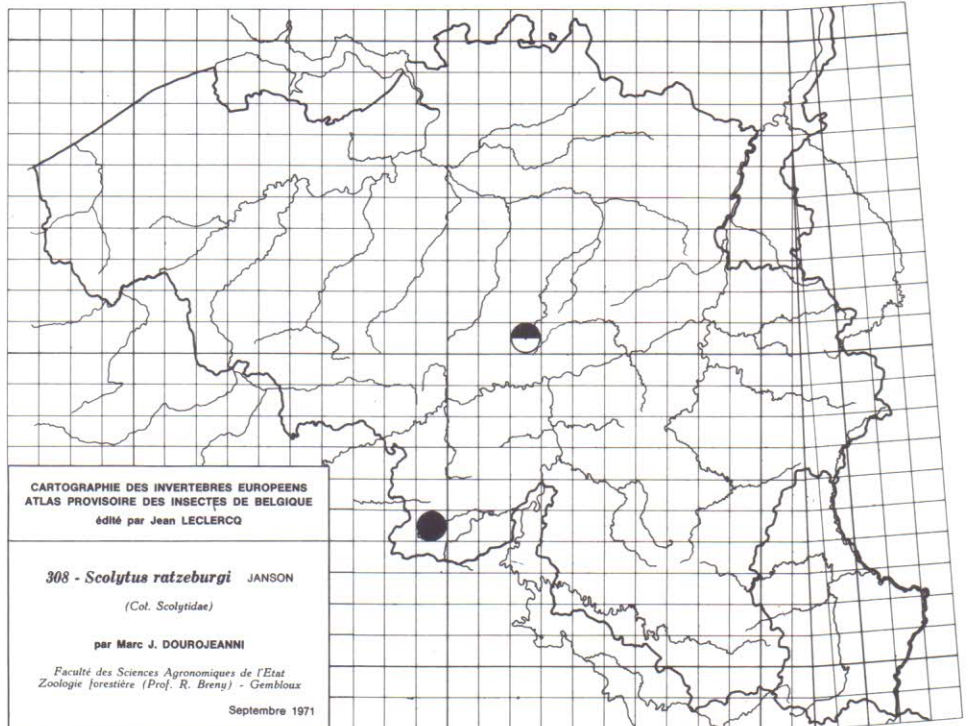 CARTOGRAPHIE DES INVERTEBRES EUROPEENS
ATLAS PROVISOIRE DES INSECTES DE BELGIQUE
édité par Jean LECLERCQ
308 - Scolytus ratzeburgi JANSON
(Col. Scolytidae)
par Marc J. DOUROJEANNI
Faculté des Sciences Agronomiques de l'Etat
Zoologie forestière (Prof. R. Breny) - Gembloux
Septembre 1971